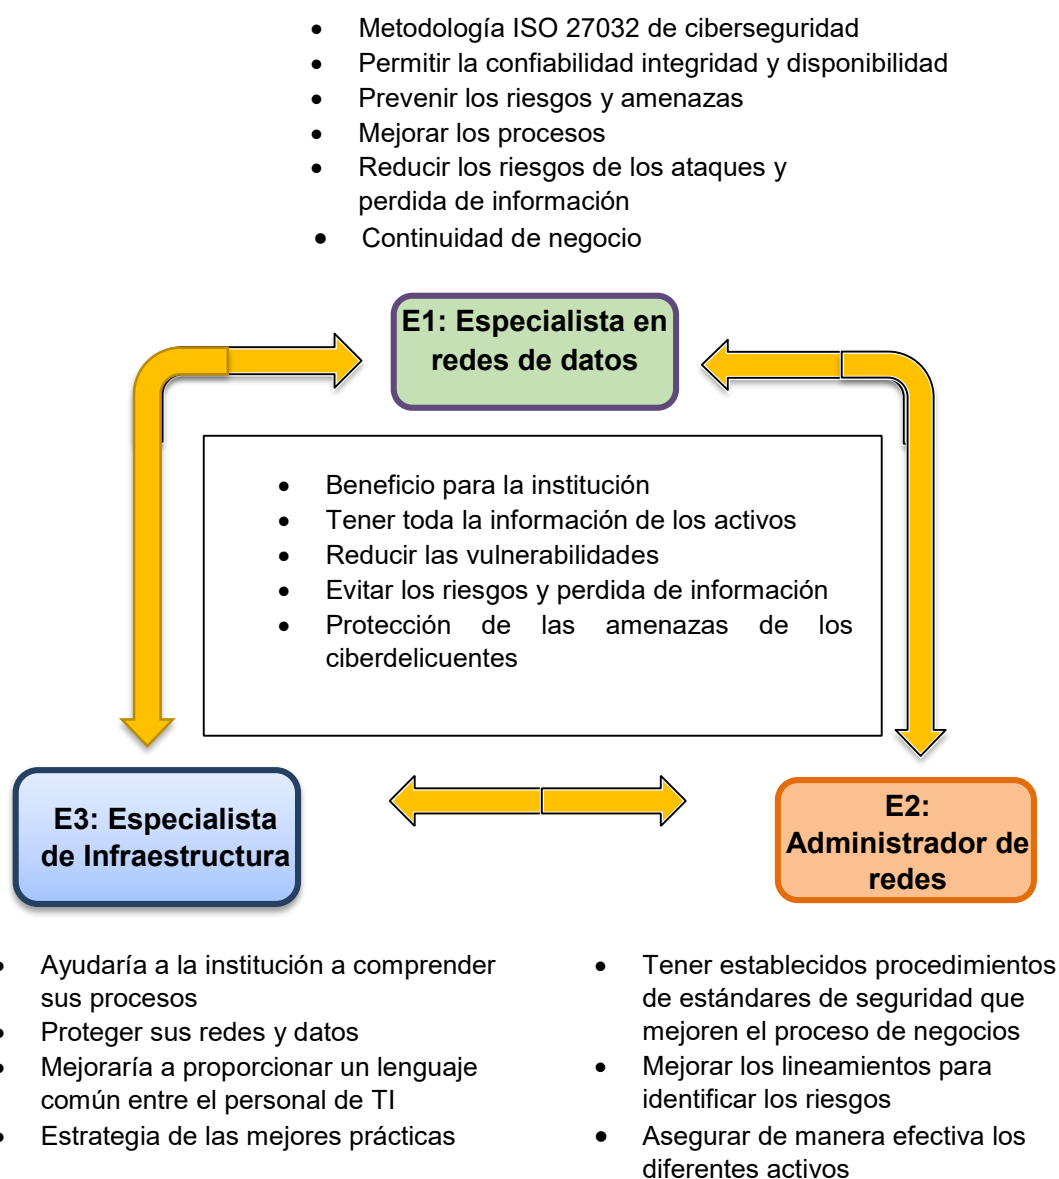 • Metodología ISO 27032 de ciberseguridad
• Permitir la confiabilidad integridad y disponibilidad
• Prevenir los riesgos y amenazas
• Mejorar los procesos
• Reducir los riesgos de los ataques y
perdida de información
• Continuidad de negocio
E1: Especialista en
redes de datos
• Beneficio para la institución
• Tener toda la información de los activos
• Reducir las vulnerabilidades
• Evitar los riesgos y perdida de información
• Protección de las amenazas de los
ciberdelicuentes
E3: Especialista
de Infraestructura
E2:
Administrador de
redes
• Ayudaría a la institución a comprender
sus procesos
• Proteger sus redes y datos
• Mejoraría a proporcionar un lenguaje
común entre el personal de TI
• Estrategia de las mejores prácticas
• Tener establecidos procedimientos
de estándares de seguridad que
mejoren el proceso de negocios
• Mejorar los lineamientos para
identificar los riesgos
• Asegurar de manera efectiva los
diferentes activos